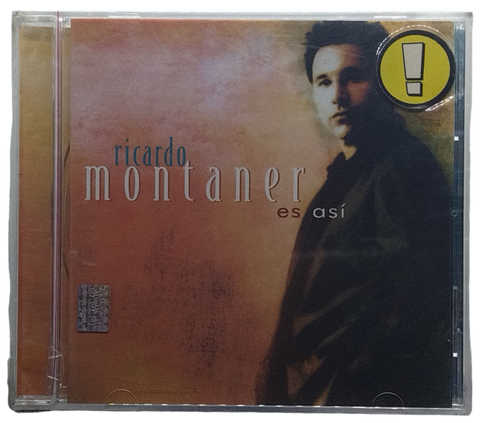 ricardo
montaner
es así
!